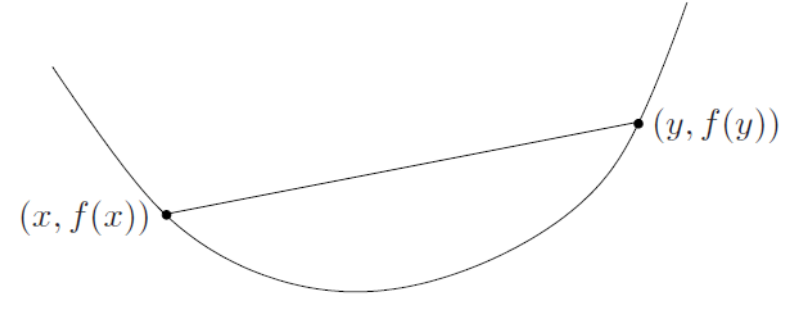 (y, f(y))
(x, f(x))